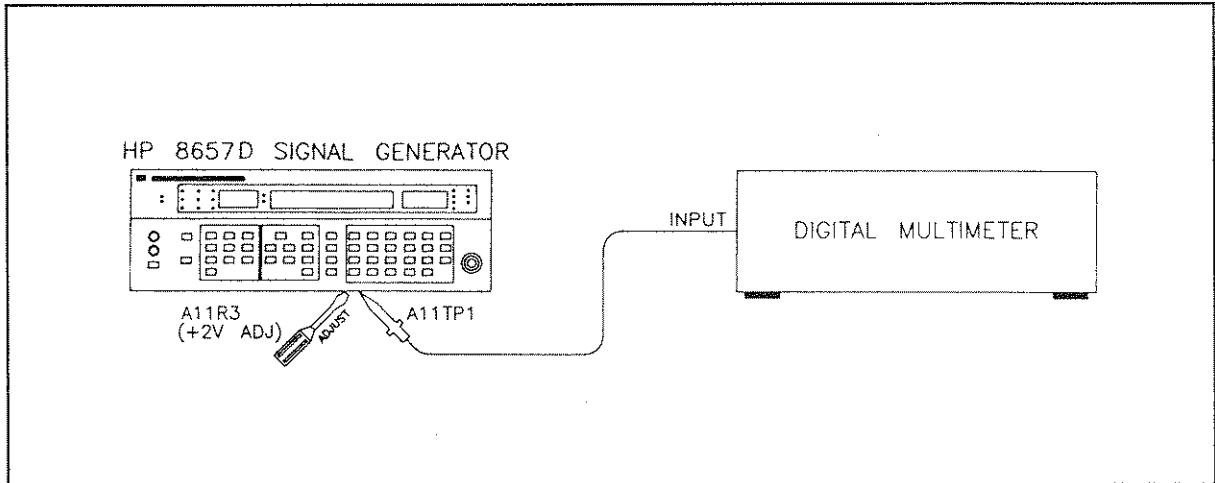 HP 8657D SIGNAL GENERATOR
INPUT
DIGITAL MULTIMETER
A11R3
(+2V ADJ)
ADJUST
A11TP1